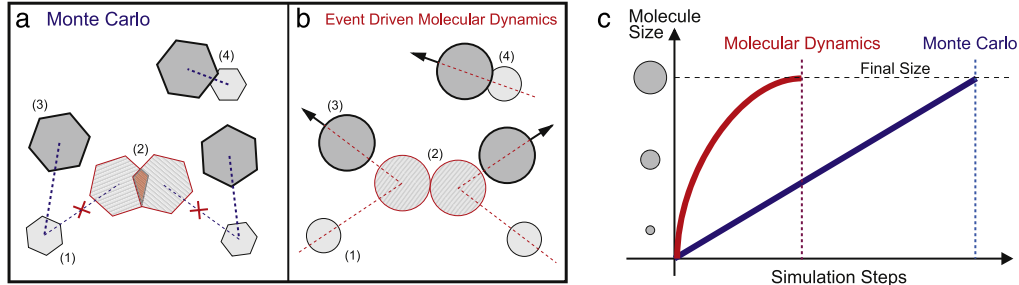 a Monte Carlo
(4)
(3)
(2)
(1)
b Event Driven Molecular Dynamics
(4)
(3)
(2)
(1)
c
Molecule
Size
Molecular Dynamics
Monte Carlo
Final Size
Simulation Steps